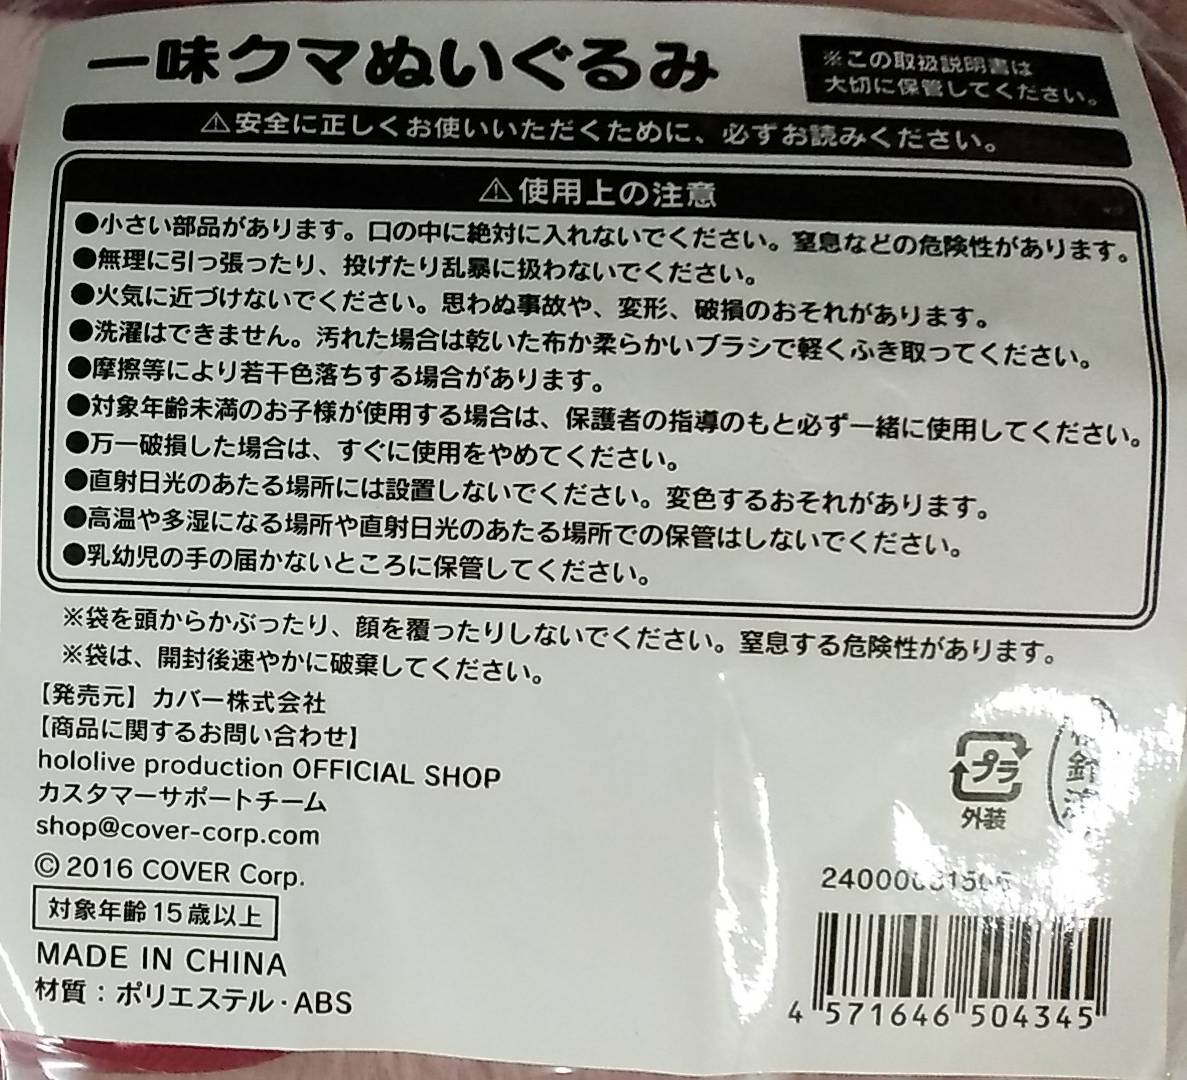 一味クマぬいぐるみ
※この取扱説明書は
大切に保管してください。
⚠安全に正しくお使いいただくために、必ずお読みください。
⚠使用上の注意
●小さい部品があります。口の中に絶対に入れないでください。窒息などの危険性があります。
●無理に引っ張ったり、投げたり乱暴に扱わないでください。
●火気に近づけないでください。思わぬ事故や、変形、破損のおそれがあります。
●洗濯はできません。汚れた場合は乾いた布か柔らかいブラシで軽くふき取ってください。
●摩擦等により若干色落ちする場合があります。
●対象年齢未満のお子様が使用する場合は、保護者の指導のもと必ず一緒に使用してください。
●万一破損した場合は、すぐに使用をやめてください。
●直射日光のあたる場所には設置しないでください。変色するおそれがあります。
●高温や多湿になる場所や直射日光のあたる場所での保管はしないでください。
●乳幼児の手の届かないところに保管してください。
※袋を頭からかぶったり、顔を覆ったりしないでください。窒息する危険性があります。
※袋は、開封後速やかに破棄してください。
【発売元】カバー株式会社
【商品に関するお問い合わせ】
hololive production OFFICIAL SHOP
カスタマーサポートチーム
shop@cover-corp.com
© 2016 COVER Corp.
対象年齢15歳以上
MADE IN CHINA
材質：ポリエステル・ABS
プラ
外装
4 571646 504345